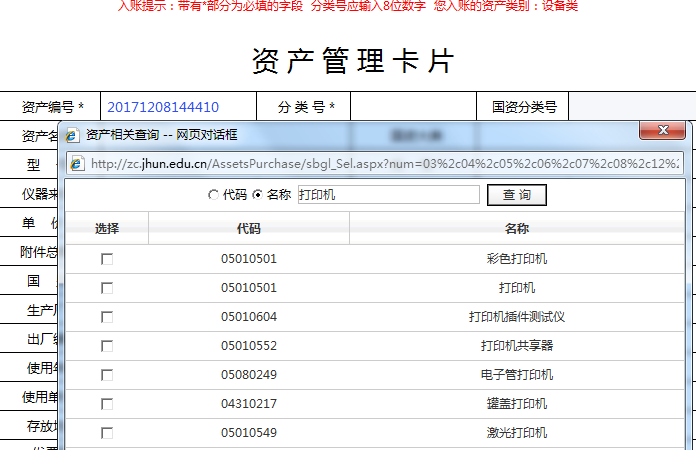 入账提示：带有*部分为必填的字段 分类号应输入8位数字 您入账的资产类别：设备类
资产管理卡片
资产编号 * 20171208144410 分 类 号 * 国资分类号
资产名
资产相关查询 -- 网页对话框
型
http://zc.jhun.edu.cn/AssetsPurchase/sbgl_Sel.aspx?num=03%2c04%2c05%2c06%2c07%2c08%2c12%2
仪器来
代码 名称 打印机 查 询
单 价
选择 代码 名称
附件总
05010501 彩色打印机
国
05010501 打印机
生产厂
05010604 打印机插件测试仪
出厂编
05010552 打印机共享器
使用年
05080249 电子管打印机
使用单
04310217 罐盖打印机
存放地
05010549 激光打印机